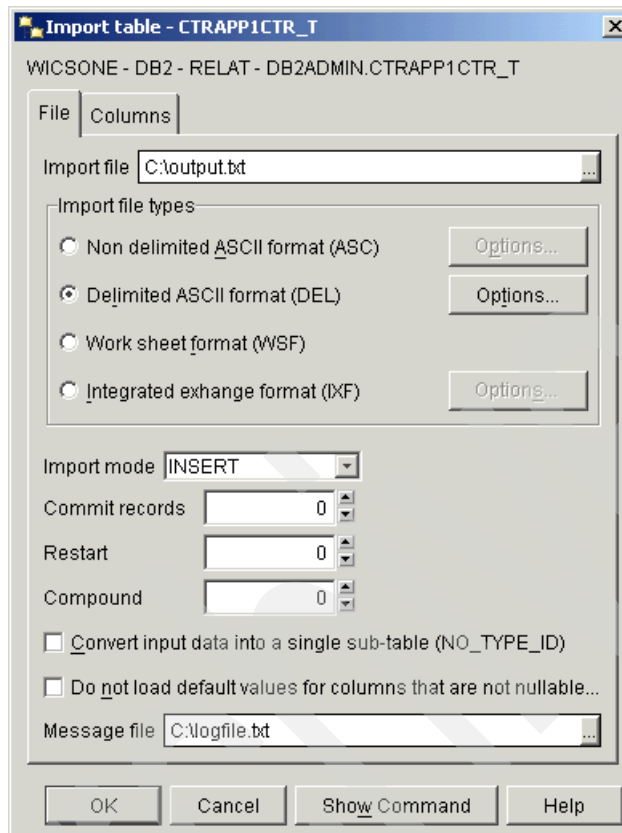 Import table - CTRAPP1CTR_T
WICSONE - DB2 - RELAT - DB2ADMIN.CTRAPP1CTR_T
File Columns
Import file C:\output.txt ...
Import file types
Non delimited ASCII format (ASC) Options...
Delimited ASCII format (DEL) Options...
Work sheet format (WSF)
Integrated exhange format (IXF) Options...
Import mode INSERT
Commit records 0
Restart 0
Compound 0
Convert input data into a single sub-table (NO_TYPE_ID)
Do not load default values for columns that are not nullable...
Message file C:\logfile.txt ...
OK Cancel Show Command Help